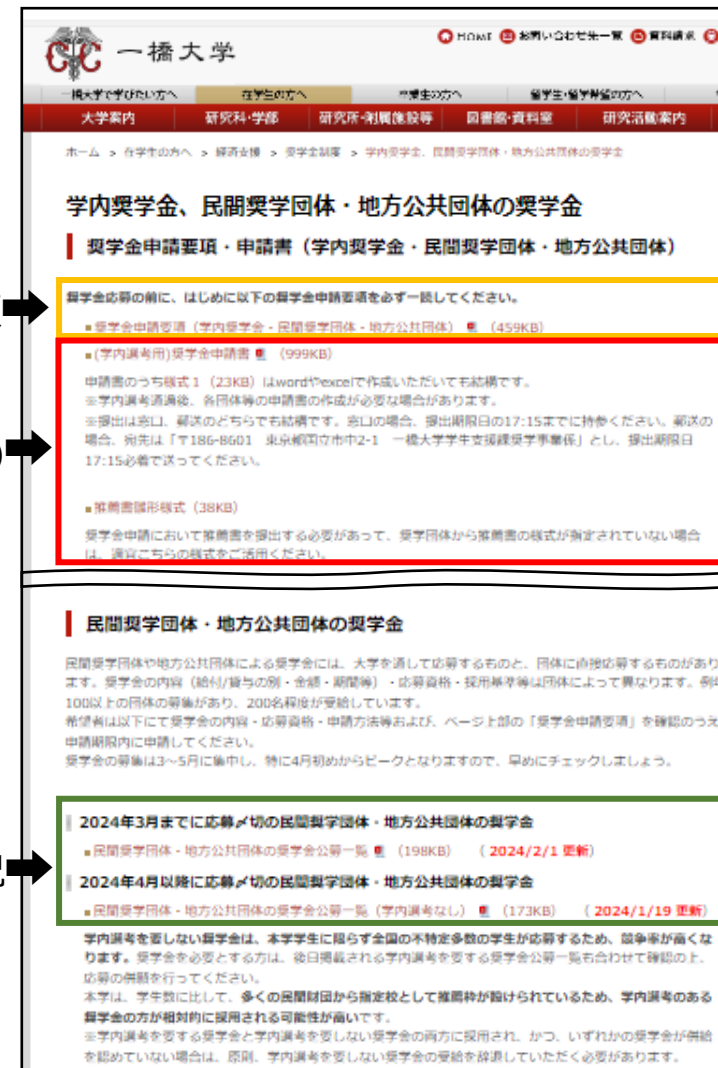 一橋大学
HOME お問い合わせ先一覧 資料請求
一橋大学で学びたい方へ 在学生の方へ 卒業生の方へ 留学生・留学希望の方へ
大学案内 研究科・学部 研究所・附属施設等 図書館・資料室 研究活動案内
ホーム > 在学生の方へ > 経済支援 > 奨学金制度 > 学内奨学金、民間奨学団体・地方公共団体の奨学金
学内奨学金、民間奨学団体・地方公共団体の奨学金
奨学金申請要項・申請書（学内奨学金・民間奨学団体・地方公共団体）
奨学金応募の前に、はじめに以下の奨学金申請要項を必ず一読してください。
奨学金申請要項（学内奨学金・民間奨学団体・地方公共団体） （459KB）
(学内選考用)奨学金申請書 （999KB）
申請書のうち様式１（23KB）はwordやexcelで作成いただいても結構です。
※学内選考通過後、各団体等の申請書の作成が必要な場合があります。
※提出は窓口、郵送のどちらでも結構です。窓口の場合、提出期限日の17:15までに持参ください。郵送の
場合、宛先は「〒186-8601 東京都国立市中2-1 一橋大学学生支援課奨学事業係」とし、提出期限日
17:15必着で送ってください。
推薦書雛形様式（38KB）
奨学金申請において推薦書を提出する必要があって、奨学団体から推薦書の様式が指定されていない場合
は、適宜こちらの様式をご活用ください。
民間奨学団体・地方公共団体の奨学金
民間奨学団体や地方公共団体による奨学金には、大学を通して応募するものと、団体に直接応募するものがあり
ます。奨学金の内容（給付/貸与の別・金額・期間等）・応募資格・採用基準等は団体によって異なります。例年
100以上の団体の募集があり、200名程度が受給しています。
希望者は以下にて奨学金の内容・応募資格・申請方法等および、ページ上部の「奨学金申請要項」を確認のうえ
申請期限内に申請してください。
奨学金の募集は3～5月に集中し、特に4月初めからピークとなりますので、早めにチェックしましょう。
2024年3月までに応募〆切の民間奨学団体・地方公共団体の奨学金
民間奨学団体・地方公共団体の奨学金公募一覧 （198KB） （2024/2/1 更新）
2024年4月以降に応募〆切の民間奨学団体・地方公共団体の奨学金
民間奨学団体・地方公共団体の奨学金公募一覧（学内選考なし） （173KB） （2024/1/19 更新）
学内選考を要しない奨学金は、本学学生に限らず全国の不特定多数の学生が応募するため、競争率が高くな
ります。奨学金を必要とする方は、後日掲載される学内選考を要する奨学金公募一覧も合わせて確認の上、
応募の準備を行ってください。
本学は、学生数に比して、多くの民間財団から指定校として推薦枠が設けられているため、学内選考のある
奨学金の方が相対的に採用される可能性が高いです。
※学内選考を要する奨学金と学内選考を要しない奨学金の両方に採用され、かつ、いずれかの奨学金が併給
を認めていない場合は、原則、学内選考を要しない奨学金の受給を辞退していただく必要があります。